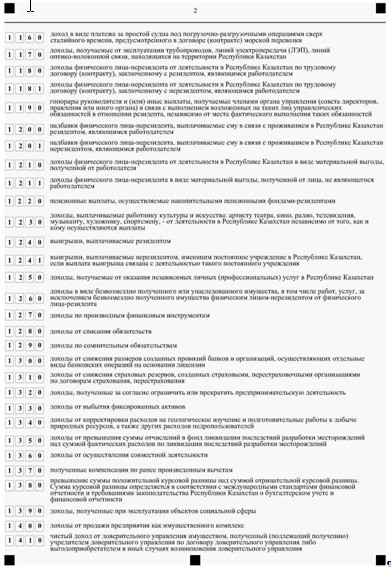 2
1160 доход в виде платежа за простой судна под погрузочно-разгрузочными операциями сверх
сталийного времени, предусмотренного в договоре (контракте) морской перевозки
1170 доходы, получаемые от эксплуатации трубопроводов, линий электропередачи (ЛЭП), линий
оптико-волоконной связи, находящихся на территории Республики Казахстан
1180 доходы физического лица-резидента от деятельности в Республике Казахстан по трудовому
договору (контракту), заключенному с резидентом, являющимся работодателем
1181 доходы физического лица-резидента от деятельности в Республике Казахстан по трудовому
договору (контракту), заключенному с нерезидентом, являющимся работодателем
1190 гонорары руководителя и (или) иные выплаты, получаемые членами органа управления (совета директоров,
правления или иного органа) в связи с выполнением возложенных на таких лиц управленческих
обязанностей в отношении резидента, независимо от места фактического выполнения таких обязанностей
1200 надбавки физического лица-нерезидента, выплачиваемые ему в связи с проживанием в Республике Казахстан
резидентом, являющимся работодателем
1201 надбавки физического лица-нерезидента, выплачиваемые ему в связи с проживанием в Республике Казахстан
нерезидентом, являющимся работодателем
1210 доходы физического лица-нерезидента от деятельности в Республике Казахстан в виде материальной выгоды,
полученной от работодателя
1211 доходы физического лица-нерезидента в виде материальной выгоды, полученной от лица, не являющегося
работодателем
1220 пенсионные выплаты, осуществляемые накопительными пенсионными фондами-резидентами
1230 доходы, выплачиваемые работнику культуры и искусства: артисту театра, кино, радио, телевидения,
музыканту, художнику, спортсмену, - от деятельности в Республике Казахстан независимо от того, как и
кому осуществляются выплаты
1240 выигрыши, выплачиваемые резидентом
1241 выигрыши, выплачиваемые нерезидентом, имеющим постоянное учреждение в Республике Казахстан,
если выплата выигрыша связана с деятельностью такого постоянного учреждения
1250 доходы, получаемые от оказания независимых личных (профессиональных) услуг в Республике Казахстан
1260 доходы в виде безвозмездно полученного или унаследованного имущества, в том числе работ, услуг, за
исключением безвозмездно полученного имущества физическим лицом-нерезидентом от физического
лица-резидента
1270 доходы по производным финансовым инструментам
1280 доходы от списания обязательств
1290 доходы по сомнительным обязательствам
1300 доходы от снижения размеров созданных провизий банков и организаций, осуществляющих отдельные
виды банковских операций на основании лицензии
1310 доходы от снижения страховых резервов, созданных страховыми, перестраховочными организациями
по договорам страхования, перестрахования
1320 доходы, полученные за согласие ограничить или прекратить предпринимательскую деятельность
1330 доходы от выбытия фиксированных активов
1340 доходы от корректировки расходов на геологическое изучение и подготовительные работы к добыче
природных ресурсов, а также других расходов недропользователей
1350 доходы от превышения суммы отчислений в фонд ликвидации последствий разработки месторождений
над суммой фактических расходов по ликвидации последствий разработки месторождений
1360 доходы от осуществления совместной деятельности
1370 полученные компенсации по ранее произведенным вычетам
1380 превышение суммы положительной курсовой разницы над суммой отрицательной курсовой разницы.
Сумма курсовой разницы определяется в соответствии с международными стандартами финансовой
отчетности и требованиями законодательства Республики Казахстан о бухгалтерском учете и
финансовой отчетности
1390 доходы, полученные при эксплуатации объектов социальной сферы
1400 доходы от продажи предприятия как имущественного комплекса
1410 чистый доход от доверительного управления имуществом, полученный (подлежащий получению)
учредителем доверительного управления по договору доверительного управления либо
выгодоприобретателем в иных случаях возникновения доверительного управления